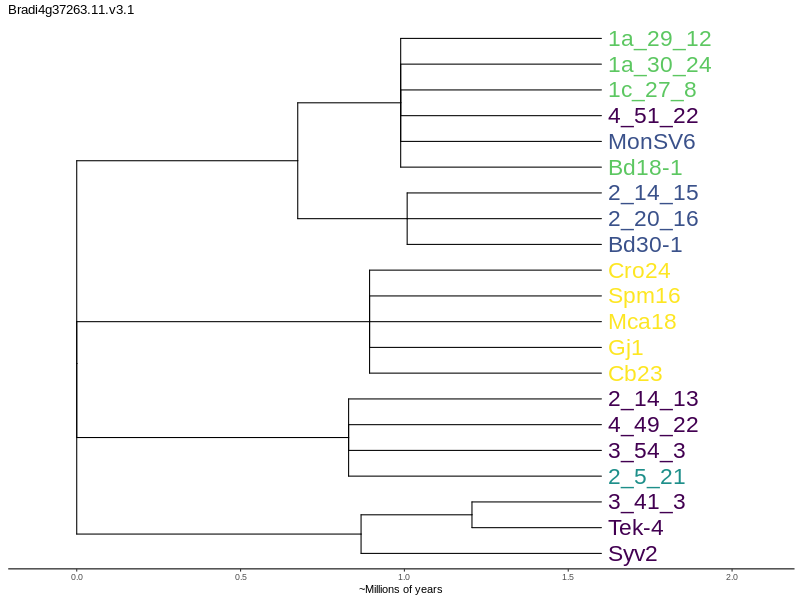 Bradi4g37263.11.v3.1
1a_29_12
1a_30_24
1c_27_8
4_51_22
MonSV6
Bd18-1
2_14_15
2_20_16
Bd30-1
Cro24
Spm16
Mca18
Gj1
Cb23
2_14_13
4_49_22
3_54_3
2_5_21
3_41_3
Tek-4
Syv2
0.0 0.5 1.0 1.5 2.0
~Millions of years